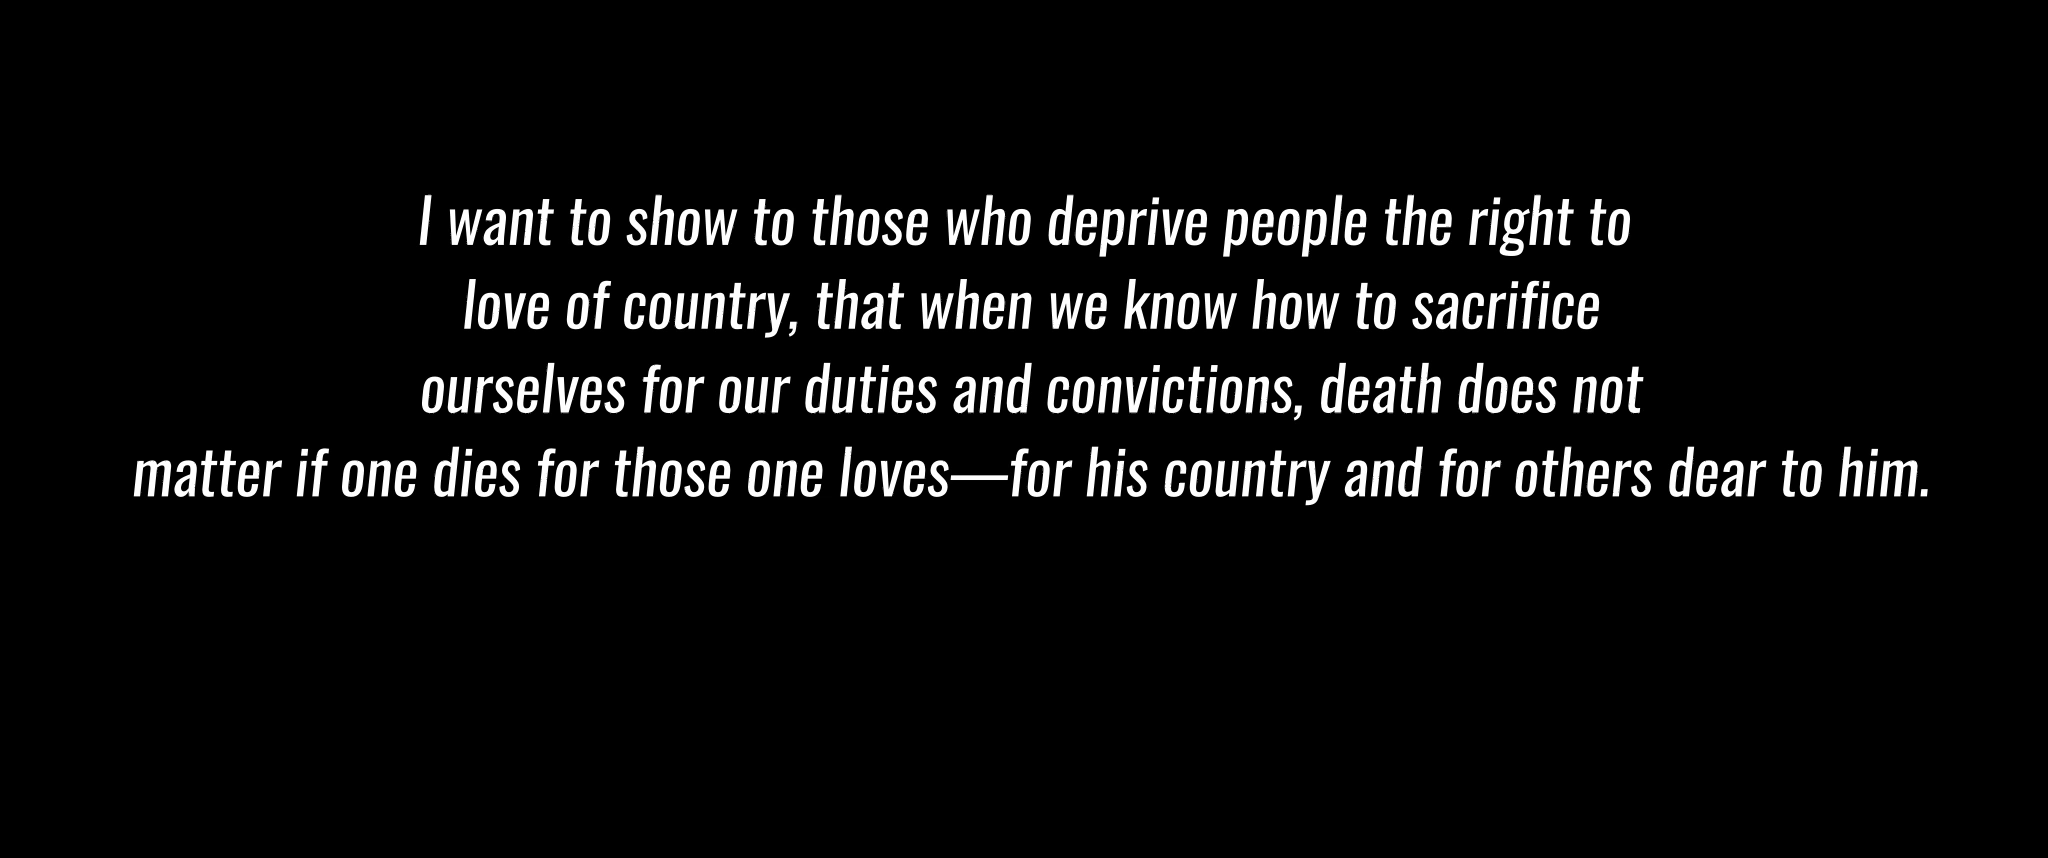 I want to show to those who deprive people the right to
love of country, that when we know how to sacrifice
ourselves for our duties and convictions, death does not
matter if one dies for those one loves—for his country and for others dear to him.